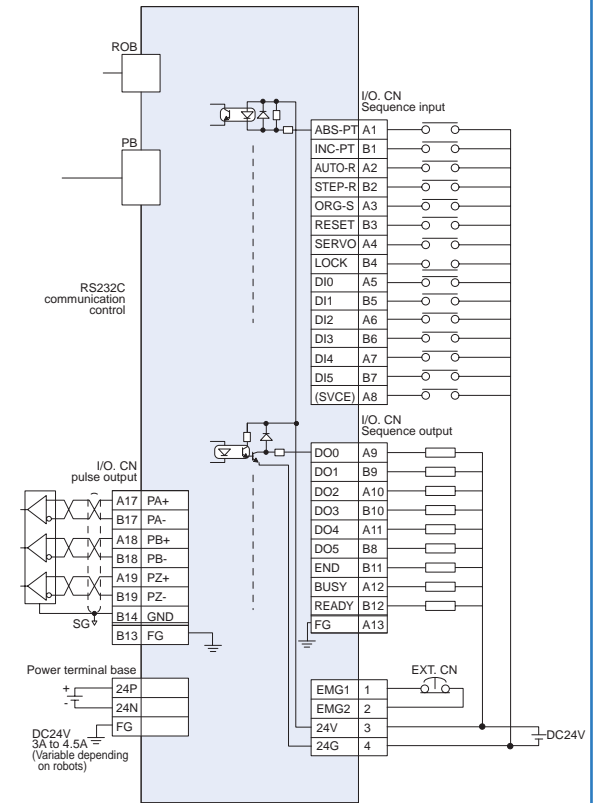 ROB
PB
RS232C
communication
control
I/O. CN
Sequence input
ABS-PT A1
INC-PT B1
AUTO-R A2
STEP-R B2
ORG-S A3
RESET B3
SERVO A4
LOCK B4
DI0 A5
DI1 B5
DI2 A6
DI3 B6
DI4 A7
DI5 B7
(SVCE) A8
I/O. CN
Sequence output
DO0 A9
DO1 B9
DO2 A10
DO3 B10
DO4 A11
DO5 B8
END B11
BUSY A12
READY B12
FG A13
I/O. CN
pulse output
A17 PA+
B17 PA-
A18 PB+
B18 PB-
A19 PZ+
B19 PZ-
B14 GND
SG
B13 FG
Power terminal base
+ 24P
- 24N
FG
DC24V
3A to 4.5A
(Variable depending
on robots)
EXT. CN
EMG1 1
EMG2 2
24V 3
24G 4
DC24V